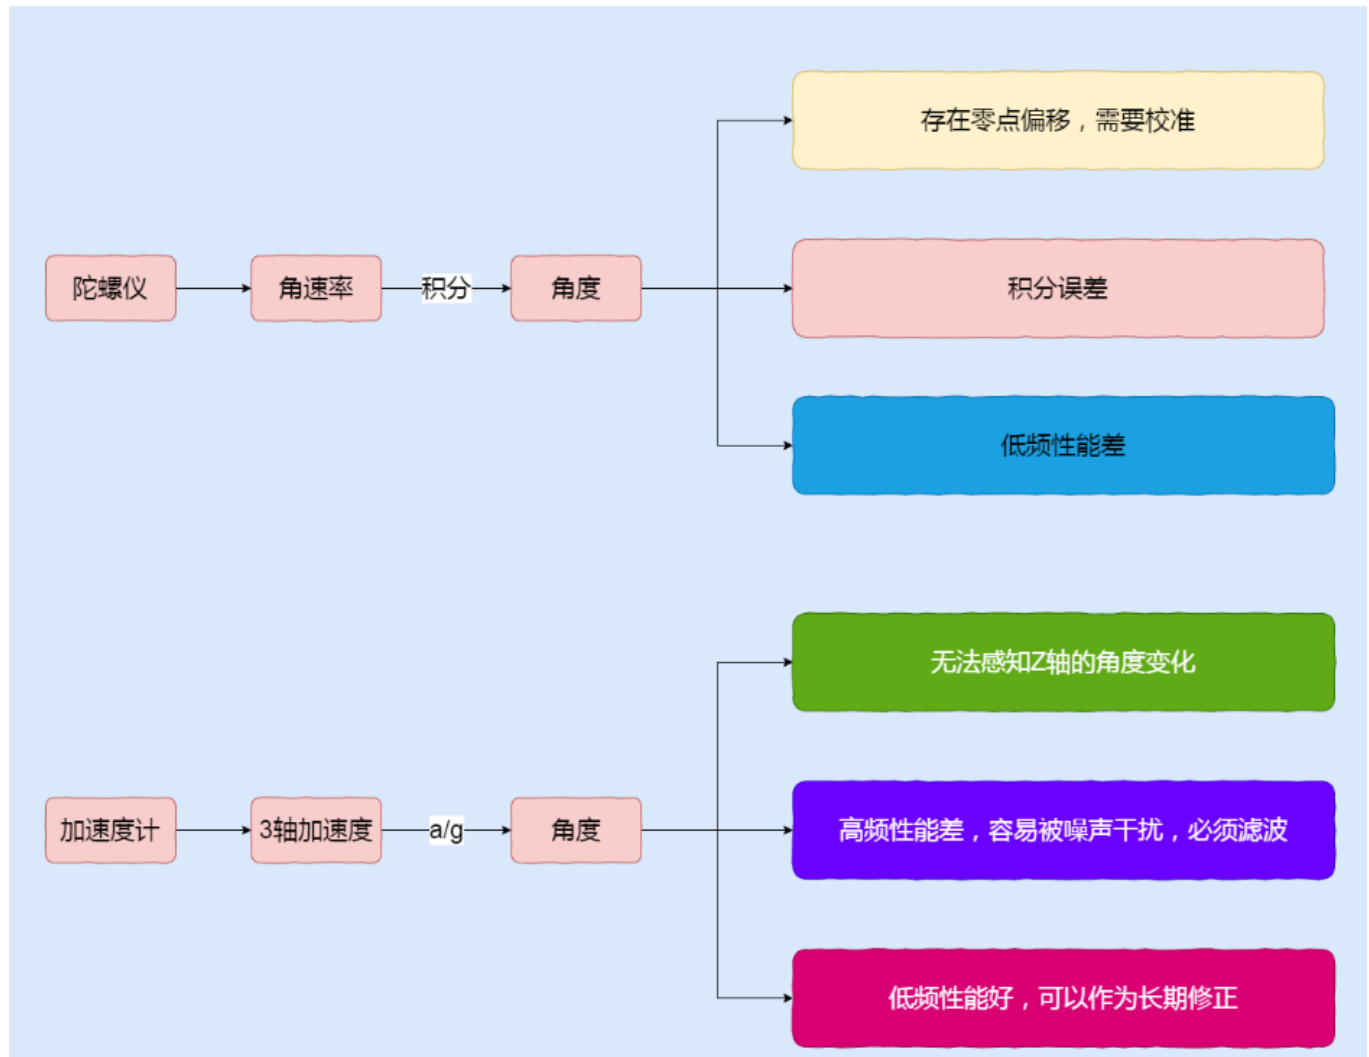 存在零点偏移，需要校准
陀螺仪
角速率
积分
角度
积分误差
低频性能差
无法感知Z轴的角度变化
加速度计
3轴加速度
a/g
角度
高频性能差，容易被噪声干扰，必须滤波
低频性能好，可以作为长期修正